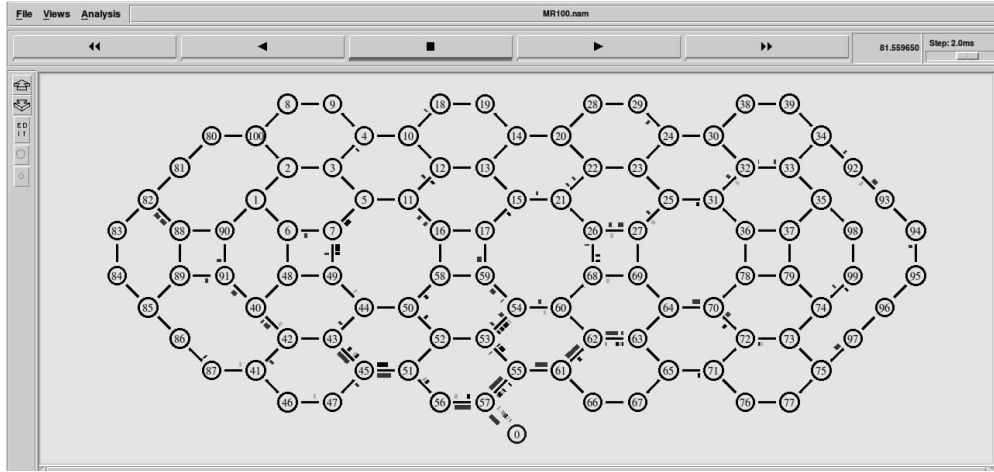 File Views Analysis MR100.nam
81.559650 Step: 2.0ms
ED
IT
8 9 18 19 28 29 38 39
80 100 4 10 14 20 24 30 34
81 2 3 12 13 22 23 32 33 92
82 1 5 11 15 21 25 31 35 93
83 88 90 6 7 16 17 26 27 36 37 98 94
84 89 91 48 49 58 59 68 69 78 79 99 95
85 40 44 50 54 60 64 70 74 96
86 42 43 52 53 62 63 72 73 97
87 41 45 51 55 61 65 71 75
46 47 56 57 66 67 76 77
0